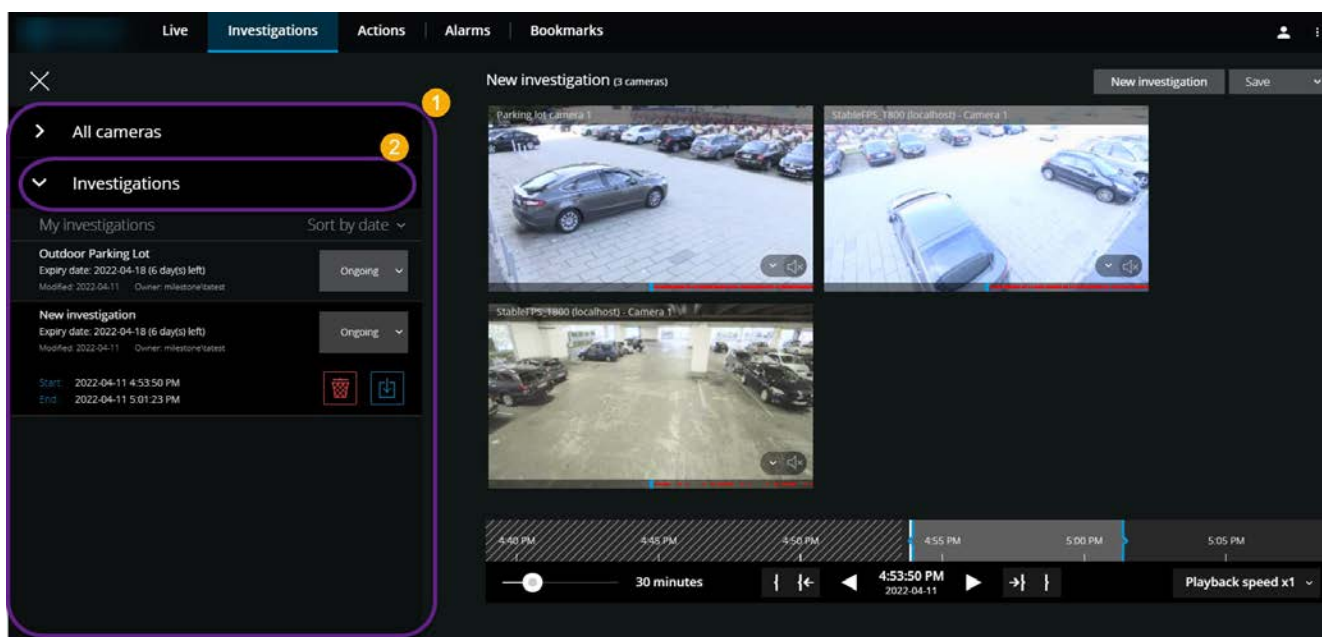 Live Investigations Actions Alarms Bookmarks
1
All cameras
2
Investigations
My investigations Sort by date
Outdoor Parking Lot
Expiry date: 2022-04-18 (6 day(s) left)
Ongoing
Modified: 2022-04-11 Owner: milestone\tatest
New investigation
Expiry date: 2022-04-18 (6 day(s) left)
Ongoing
Modified: 2022-04-11 Owner: milestone\tatest
Start: 2022-04-11 4:53:50 PM
End: 2022-04-11 5:01:23 PM
New investigation (3 cameras)
New investigation Save
Parking lot camera 1
StableFPS_1800 (localhost) - Camera 1
StableFPS_1800 (localhost) - Camera 1
4:40 PM 4:45 PM 4:50 PM 4:55 PM 5:00 PM 5:05 PM
30 minutes
4:53:50 PM
2022-04-11
Playback speed x1